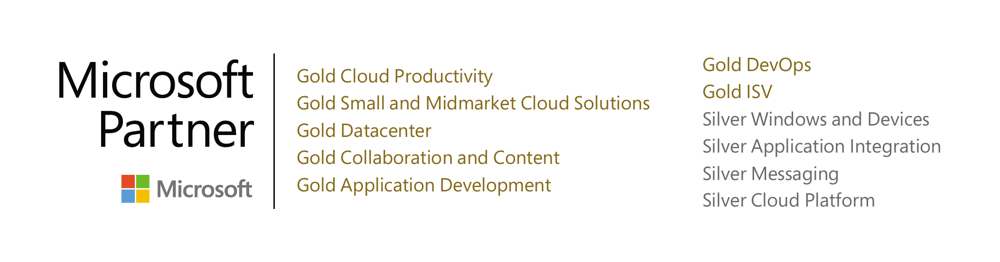 Microsoft
Partner
Microsoft
Gold Cloud Productivity
Gold Small and Midmarket Cloud Solutions
Gold Datacenter
Gold Collaboration and Content
Gold Application Development
Gold DevOps
Gold ISV
Silver Windows and Devices
Silver Application Integration
Silver Messaging
Silver Cloud Platform